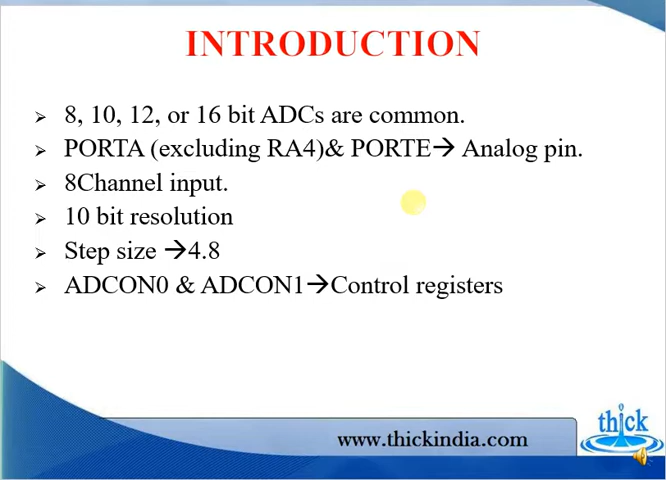 INTRODUCTION
8, 10, 12, or 16 bit ADCs are common.
PORTA (excluding RA4)& PORTE→ Analog pin.
8Channel input.
10 bit resolution
Step size →4.8
ADCON0 & ADCON1→Control registers
thick
www.thickindia.com